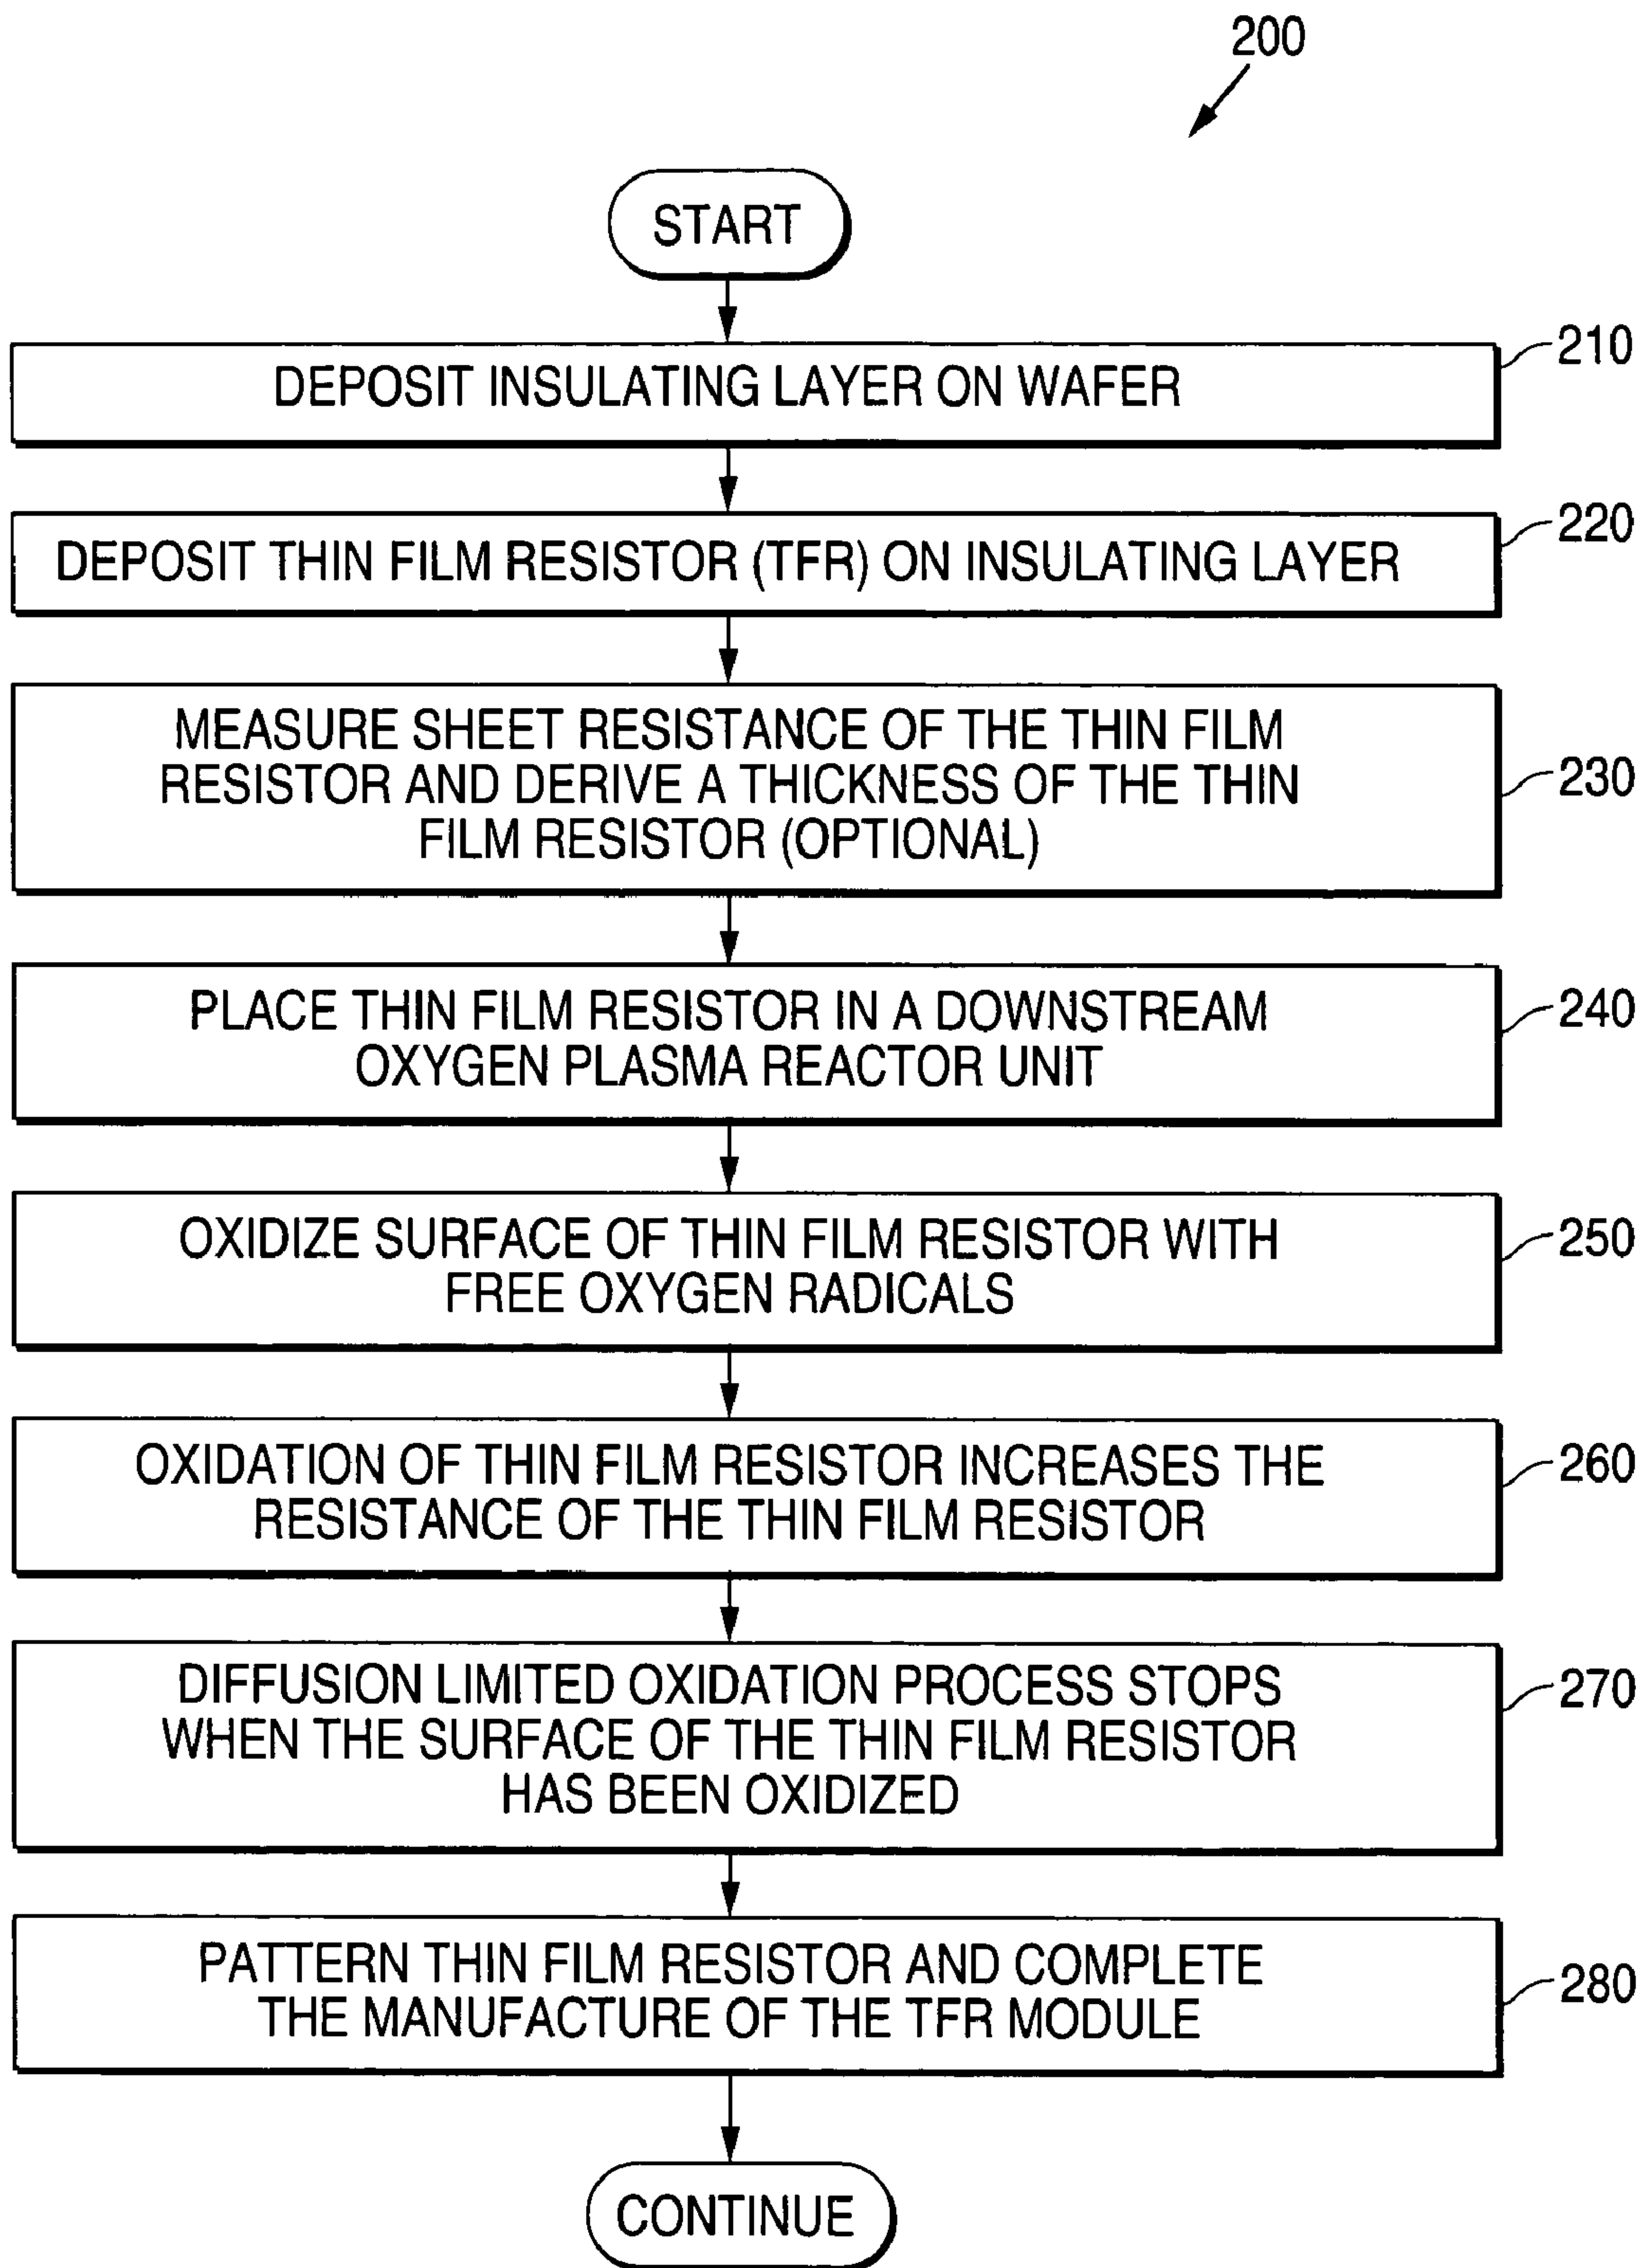 200
START
DEPOSIT INSULATING LAYER ON WAFER
210
DEPOSIT THIN FILM RESISTOR (TFR) ON INSULATING LAYER
220
MEASURE SHEET RESISTANCE OF THE THIN FILM
RESISTOR AND DERIVE A THICKNESS OF THE THIN
FILM RESISTOR (OPTIONAL)
230
PLACE THIN FILM RESISTOR IN A DOWNSTREAM
OXYGEN PLASMA REACTOR UNIT
240
OXIDIZE SURFACE OF THIN FILM RESISTOR WITH
FREE OXYGEN RADICALS
250
OXIDATION OF THIN FILM RESISTOR INCREASES THE
RESISTANCE OF THE THIN FILM RESISTOR
260
DIFFUSION LIMITED OXIDATION PROCESS STOPS
WHEN THE SURFACE OF THE THIN FILM RESISTOR
HAS BEEN OXIDIZED
270
PATTERN THIN FILM RESISTOR AND COMPLETE
THE MANUFACTURE OF THE TFR MODULE
280
CONTINUE